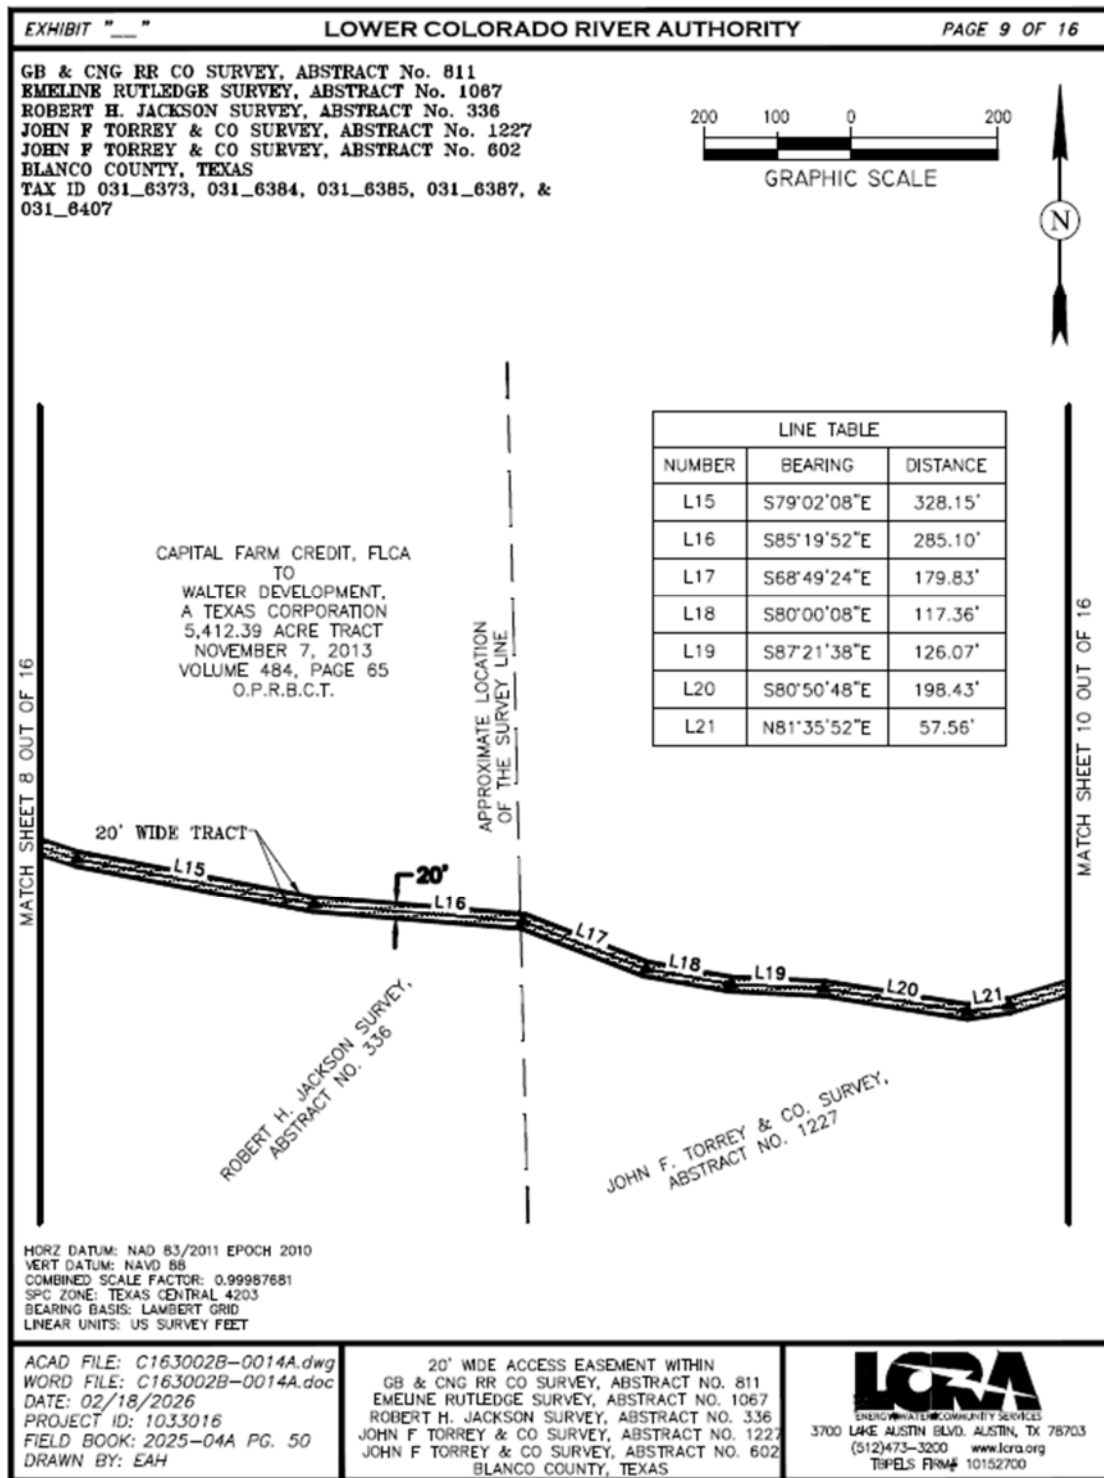 EXHIBIT "__"
LOWER COLORADO RIVER AUTHORITY
PAGE 9 OF 16
GB & CNG RR CO SURVEY, ABSTRACT No. 811
EMELINE RUTLEDGE SURVEY, ABSTRACT No. 1067
ROBERT H. JACKSON SURVEY, ABSTRACT No. 336
JOHN F TORREY & CO SURVEY, ABSTRACT No. 1227
JOHN F TORREY & CO SURVEY, ABSTRACT No. 602
BLANCO COUNTY, TEXAS
TAX ID 031_6373, 031_6384, 031_6385, 031_6387, &
031_6407
200 100 0 200
GRAPHIC SCALE
N
LINE TABLE
NUMBER BEARING DISTANCE
L15 S79°02'08"E 328.15'
L16 S85°19'52"E 285.10'
L17 S68°49'24"E 179.83'
L18 S80°00'08"E 117.36'
L19 S87°21'38"E 126.07'
L20 S80°50'48"E 198.43'
L21 N81°35'52"E 57.56'
CAPITAL FARM CREDIT, FLCA
TO
WALTER DEVELOPMENT,
A TEXAS CORPORATION
5,412.39 ACRE TRACT
NOVEMBER 7, 2013
VOLUME 484, PAGE 65
O.P.R.B.C.T.
APPROXIMATE LOCATION
OF THE SURVEY LINE
MATCH SHEET 8 OUT OF 16
MATCH SHEET 10 OUT OF 16
20' WIDE TRACT
L15
20'
L16
L17
L18
L19
L20
L21
ROBERT H. JACKSON SURVEY,
ABSTRACT NO. 336
JOHN F. TORREY & CO. SURVEY,
ABSTRACT NO. 1227
HORZ DATUM: NAD 83/2011 EPOCH 2010
VERT DATUM: NAVD 88
COMBINED SCALE FACTOR: 0.99987681
SPC ZONE: TEXAS CENTRAL 4203
BEARING BASIS: LAMBERT GRID
LINEAR UNITS: US SURVEY FEET
ACAD FILE: C163002B-0014A.dwg
WORD FILE: C163002B-0014A.doc
DATE: 02/18/2026
PROJECT ID: 1033016
FIELD BOOK: 2025-04A PG. 50
DRAWN BY: EAH
20' WIDE ACCESS EASEMENT WITHIN
GB & CNG RR CO SURVEY, ABSTRACT NO. 811
EMELINE RUTLEDGE SURVEY, ABSTRACT NO. 1067
ROBERT H. JACKSON SURVEY, ABSTRACT NO. 336
JOHN F TORREY & CO SURVEY, ABSTRACT NO. 1227
JOHN F TORREY & CO SURVEY, ABSTRACT NO. 602
BLANCO COUNTY, TEXAS
LCRA
ENERGY•WATER•COMMUNITY SERVICES
3700 LAKE AUSTIN BLVD. AUSTIN, TX 78703
(512)473-3200 www.lcra.org
TBPELS FIRM# 10152700